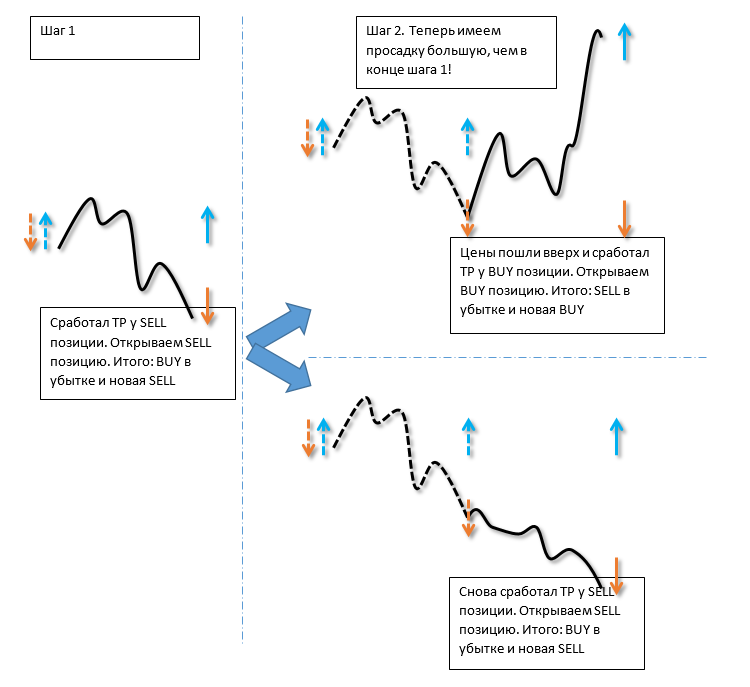 Шаг 1
Сработал TP у SELL
позиции. Открываем SELL
позицию. Итого: BUY в
убытке и новая SELL
Шаг 2.  Теперь имеем
просадку большую, чем в
конце шага 1!
Цены пошли вверх и сработал
TP у BUY позиции. Открываем
BUY позицию. Итого: SELL в
убытке и новая BUY
Снова сработал TP у SELL
позиции. Открываем SELL
позицию. Итого: BUY в
убытке и новая SELL